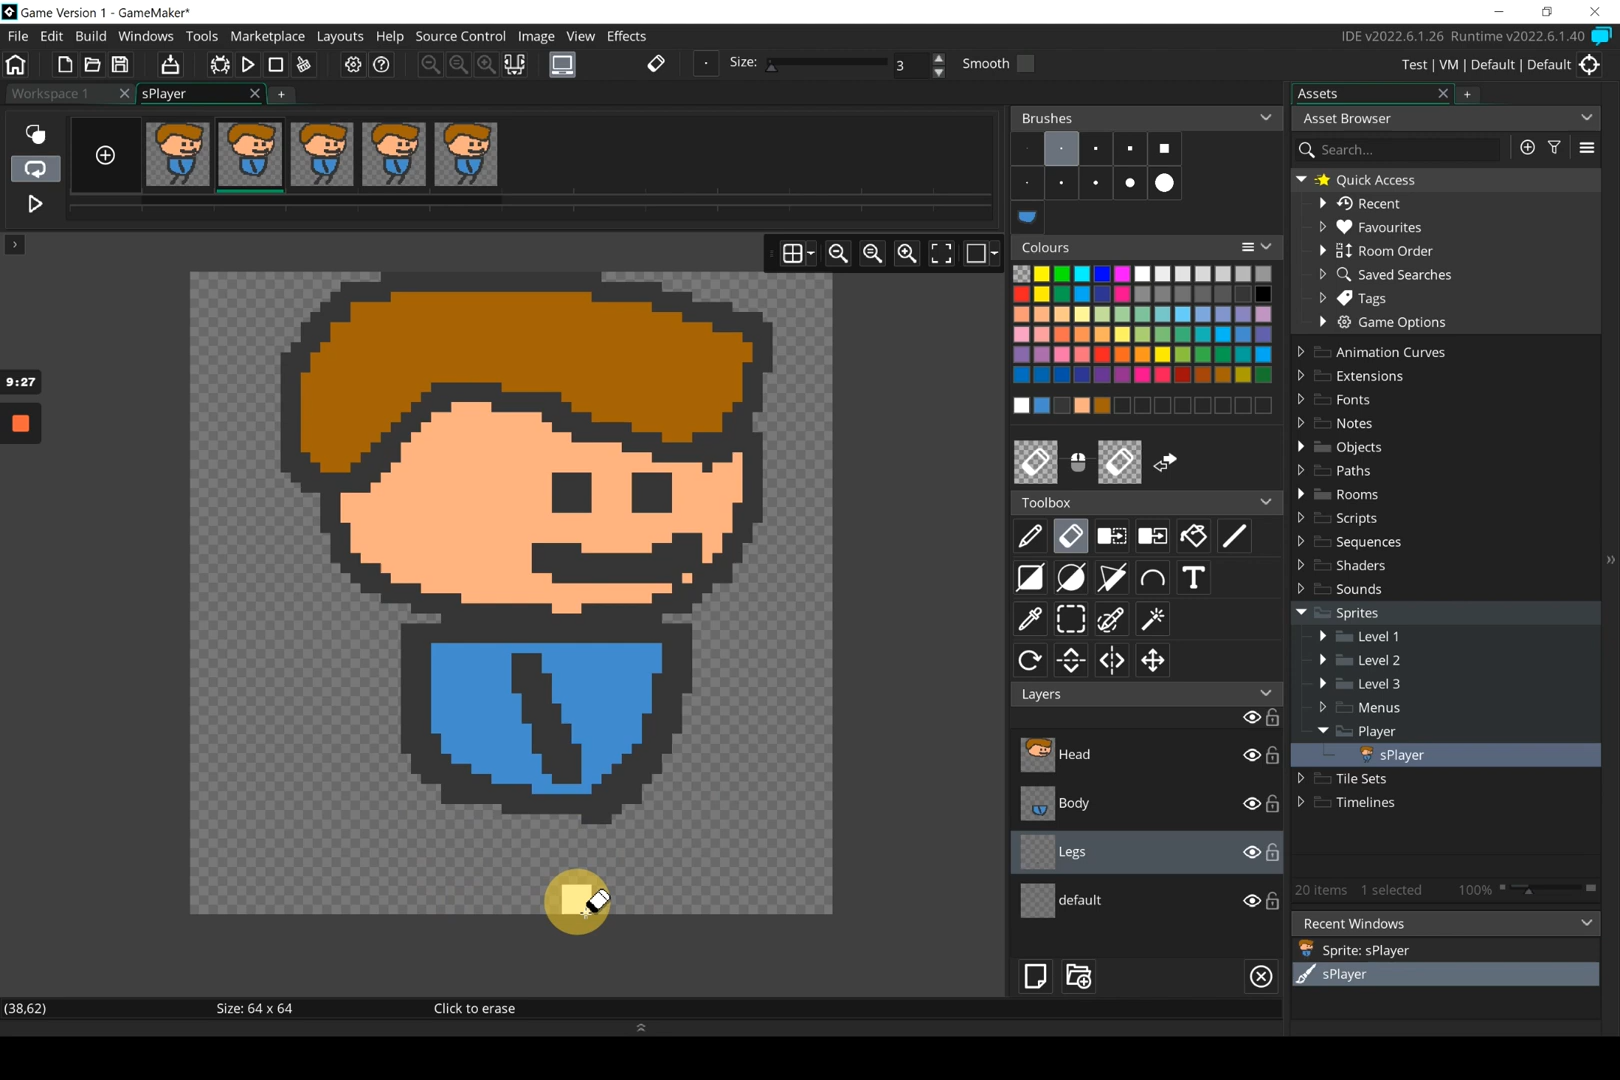 Game Version 1 - GameMaker*
File Edit Build Windows Tools Marketplace Layouts Help Source Control Image View Effects
IDE v2022.6.1.26 Runtime v2022.6.1.40
Size: 3 Smooth
Test | VM | Default | Default
Workspace 1 sPlayer
Assets
Brushes
Asset Browser
Search...
Quick Access
Recent
Favourites
Room Order
Saved Searches
Tags
Game Options
Colours
Animation Curves
Extensions
Fonts
Notes
Objects
Paths
Rooms
Scripts
Sequences
Shaders
Sounds
Sprites
Level 1
Level 2
Level 3
Menus
Player
sPlayer
Tile Sets
Timelines
9:27
Toolbox
T
Layers
Head
Body
Legs
default
20 items 1 selected 100%
Recent Windows
Sprite: sPlayer
sPlayer
(38,62) Size: 64 x 64 Click to erase